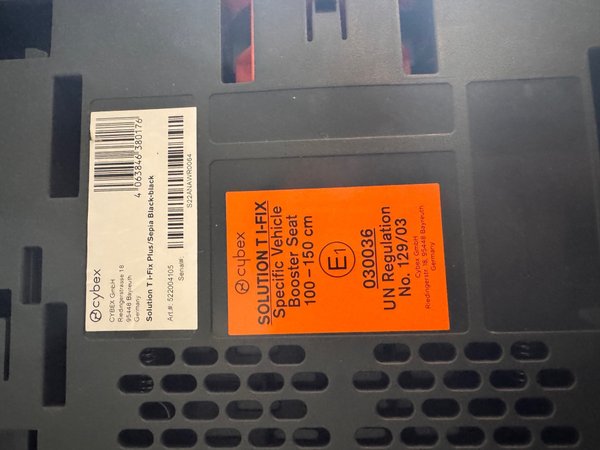 cybex
CYBEX GmbH
Riedingerstrasse 18
95448 Bayreuth
Germany
Solution T i-Fix Plus/Sepia Black-black
Art.#: 522004105
Serial#:
S22ANAWR0064
4 063846 380176
cybex
SOLUTION T I-FIX
Specific Vehicle
Booster Seat
100 – 150 cm
E1
030036
UN Regulation
No. 129/03
Cybex GmbH
Riedingerstr. 18, 95448 Bayreuth
Germany